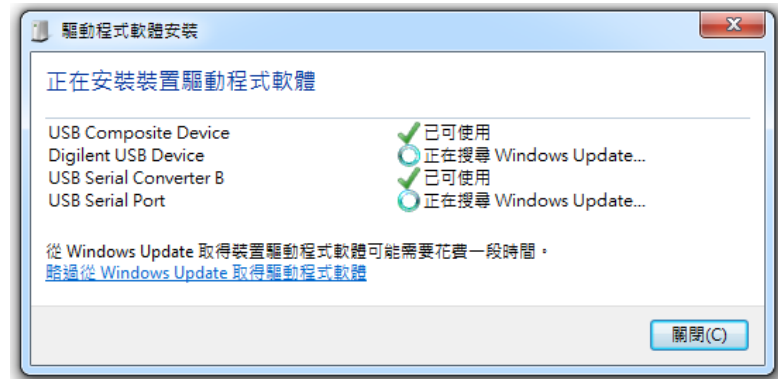 驅動程式軟體安裝
正在安裝裝置驅動程式軟體
USB Composite Device 已可使用
Digilent USB Device 正在搜尋 Windows Update...
USB Serial Converter B 已可使用
USB Serial Port 正在搜尋 Windows Update...
從 Windows Update 取得裝置驅動程式軟體可能需要花費一段時間。
略過從 Windows Update 取得驅動程式軟體
關閉(C)